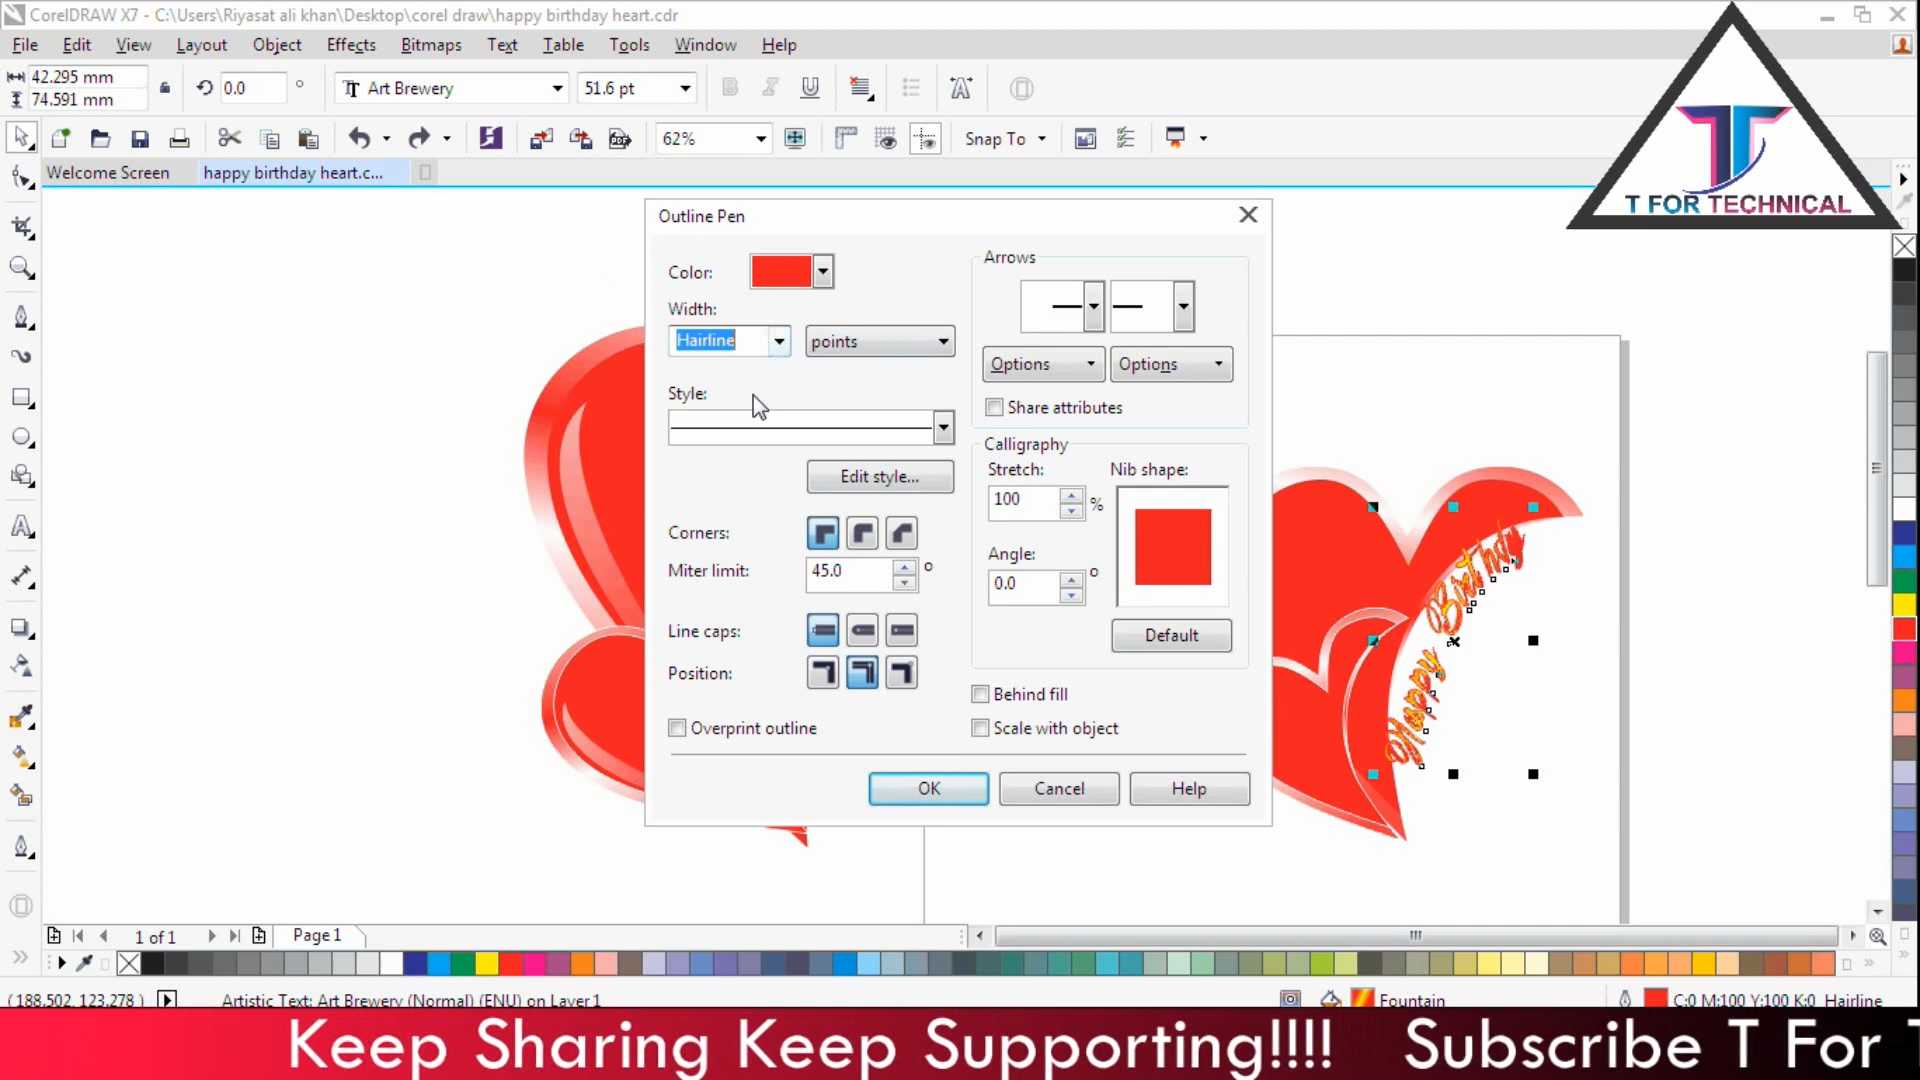 CorelDRAW X7 - C:\Users\Riyasat ali khan\Desktop\corel draw\happy birthday heart.cdr
File Edit View Layout Object Effects Bitmaps Text Table Tools Window Help
42.295 mm
74.591 mm
0.0 °
Art Brewery
51.6 pt
B I U
62%
Snap To
Welcome Screen
happy birthday heart.c...
T FOR TECHNICAL
Outline Pen
Color:
Width:
Hairline
points
Style:
Edit style...
Corners:
Miter limit:
45.0 °
Line caps:
Position:
Overprint outline
Arrows
Options
Options
Share attributes
Calligraphy
Stretch:
100 %
Nib shape:
Angle:
0.0 °
Default
Behind fill
Scale with object
OK
Cancel
Help
Happy Birthday
1 of 1
Page 1
( 188.502, 123.278 )
Artistic Text: Art Brewery (Normal) (ENU) on Layer 1
Fountain
C:0 M:100 Y:100 K:0 Hairline
Keep Sharing Keep Supporting!!!! Subscribe T For